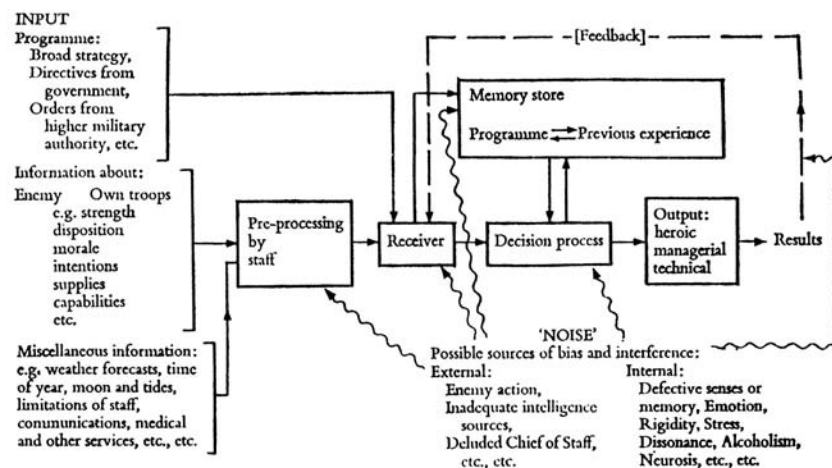 INPUT
Programme:
Broad strategy,
Directives from
government,
Orders from
higher military
authority, etc.
Information about:
Enemy Own troops
e.g. strength
disposition
morale
intentions
supplies
capabilities
etc.
Miscellaneous information:
e.g. weather forecasts, time
of year, moon and tides,
limitations of staff,
communications, medical
and other services, etc., etc.
Pre-processing
by
staff
Receiver
[Feedback]
Memory store
Programme Previous experience
Decision process
Output:
heroic
managerial
technical
Results
'NOISE'
Possible sources of bias and interference:
External:
Enemy action,
Inadequate intelligence
sources,
Deluded Chief of Staff,
etc., etc.
Internal:
Defective senses or
memory, Emotion,
Rigidity, Stress,
Dissonance, Alcoholism,
Neurosis, etc., etc.